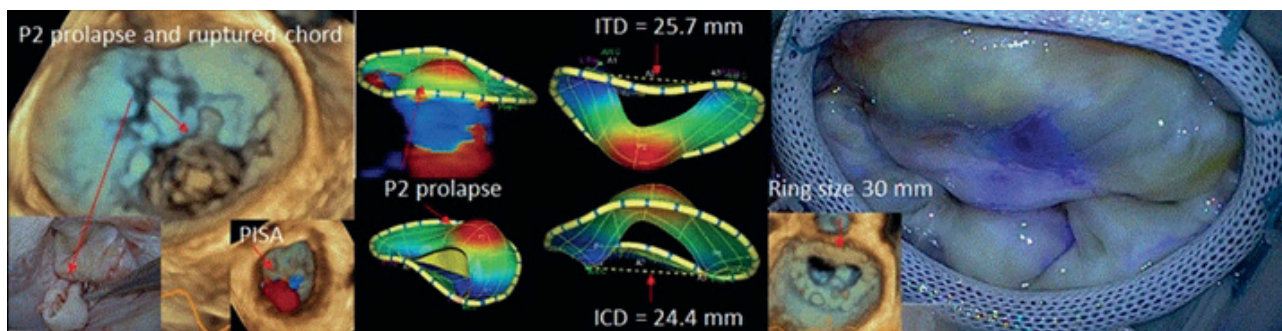 P2 prolapse and ruptured chord
PISA
P2 prolapse
ITD = 25.7 mm
ICD = 24.4 mm
Ring size 30 mm